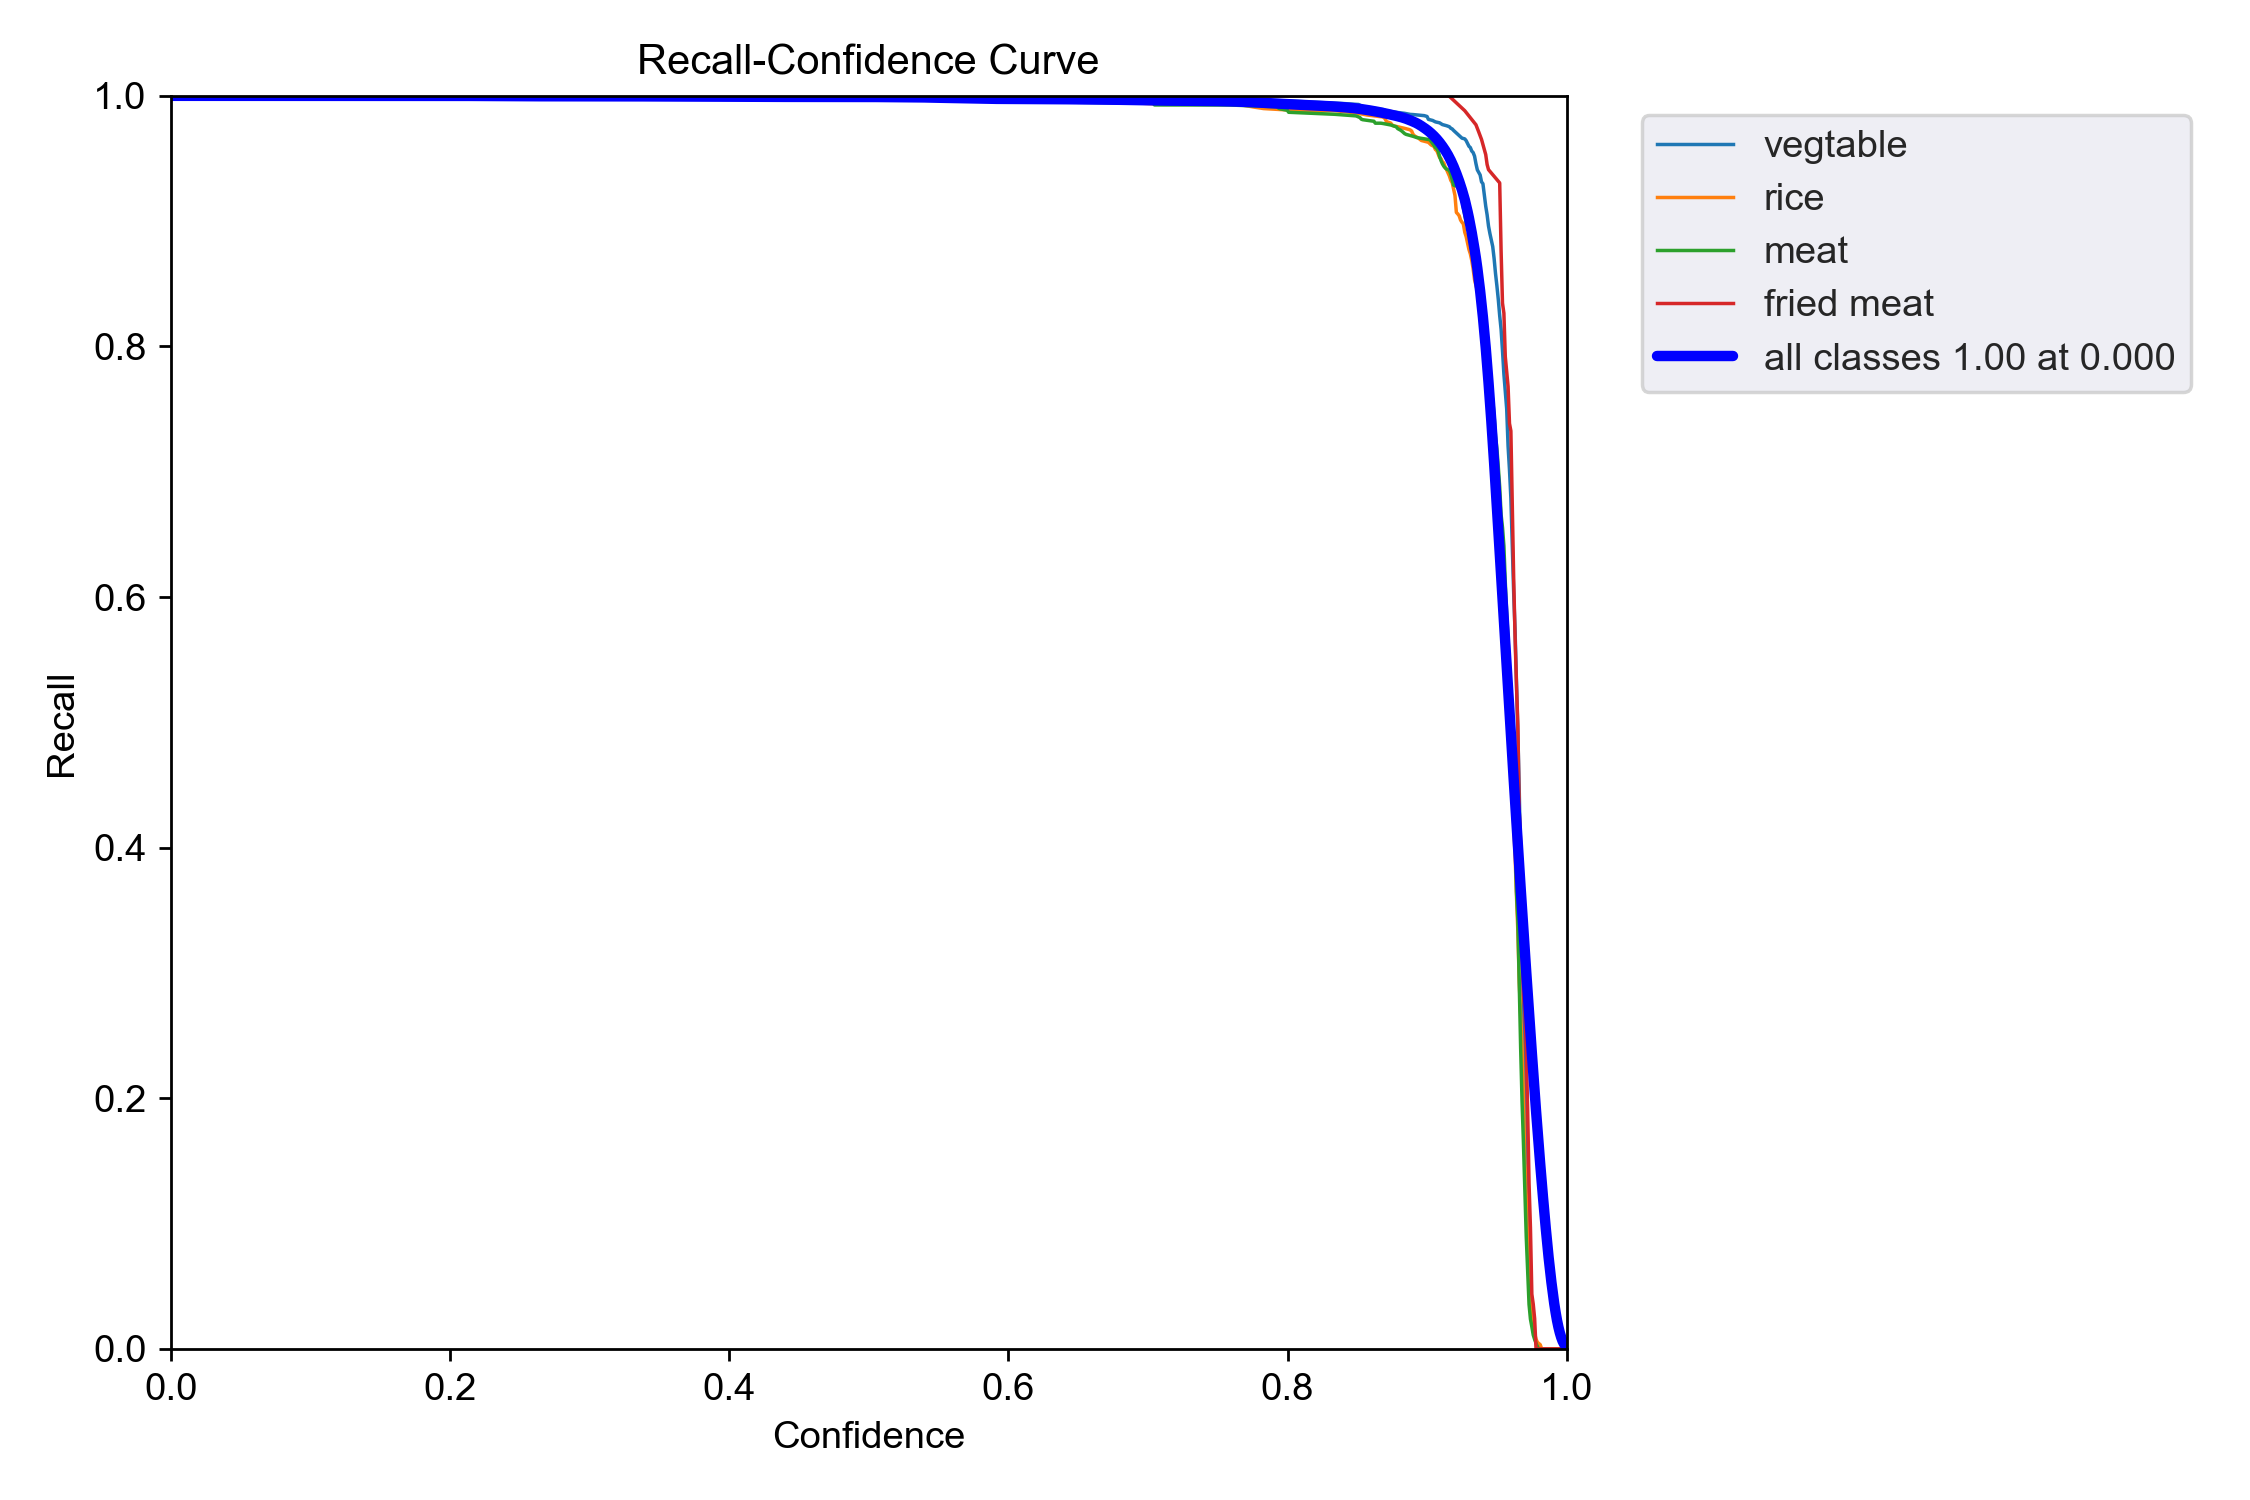 Recall-Confidence Curve
1.0
0.8
0.6
0.4
0.2
0.0
Recall
0.0 0.2 0.4 0.6 0.8 1.0
Confidence
vegtable
rice
meat
fried meat
all classes 1.00 at 0.000